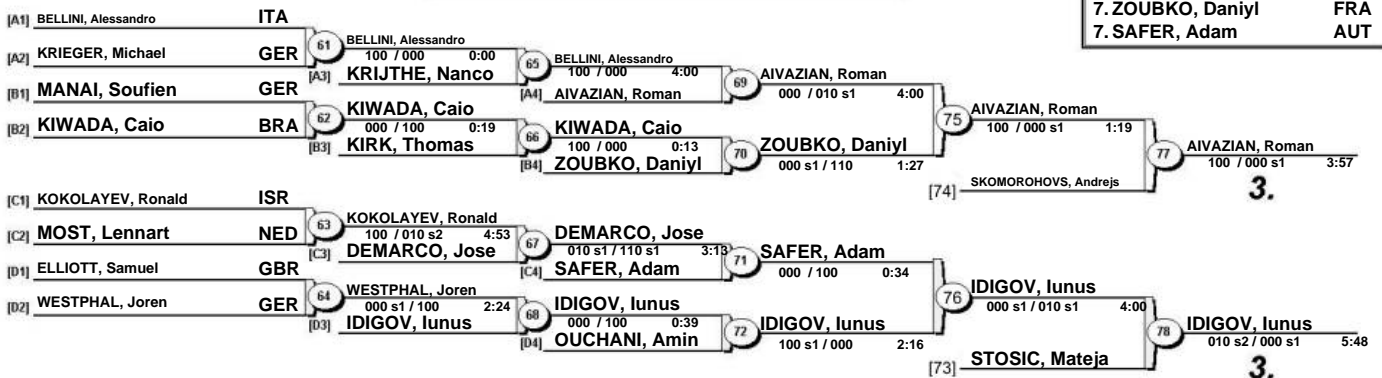 7. ZOUBKO, Daniyl FRA
7. SAFER, Adam AUT
[A1] BELLINI, Alessandro ITA
[A2] KRIEGER, Michael GER
[B1] MANAI, Soufien GER
[B2] KIWADA, Caio BRA
[C1] KOKOLAYEV, Ronald ISR
[C2] MOST, Lennart NED
[D1] ELLIOTT, Samuel GBR
[D2] WESTPHAL, Joren GER
61 BELLINI, Alessandro
100 / 000 0:00
[A3] KRIJTHE, Nanco
62 KIWADA, Caio
000 / 100 0:19
[B3] KIRK, Thomas
63 KOKOLAYEV, Ronald
100 / 010 s2 4:53
[C3] DEMARCO, Jose
64 WESTPHAL, Joren
000 s1 / 100 2:24
[D3] IDIGOV, Iunus
65 BELLINI, Alessandro
100 / 000 4:00
[A4] AIVAZIAN, Roman
66 KIWADA, Caio
100 / 000 0:13
[B4] ZOUBKO, Daniyl
67 DEMARCO, Jose
010 s1 / 110 s1 3:13
[C4] SAFER, Adam
68 IDIGOV, Iunus
000 / 100 0:39
[D4] OUCHANI, Amin
69 AIVAZIAN, Roman
000 / 010 s1 4:00
70 ZOUBKO, Daniyl
000 s1 / 110 1:27
71 SAFER, Adam
000 / 100 0:34
72 IDIGOV, Iunus
100 s1 / 000 2:16
75 AIVAZIAN, Roman
100 / 000 s1 1:19
[74] SKOMOROHOVS, Andrejs
76 IDIGOV, Iunus
000 s1 / 010 s1 4:00
[73] STOSIC, Mateja
77 AIVAZIAN, Roman
100 / 000 s1 3:57
3.
78 IDIGOV, Iunus
010 s2 / 000 s1 5:48
3.